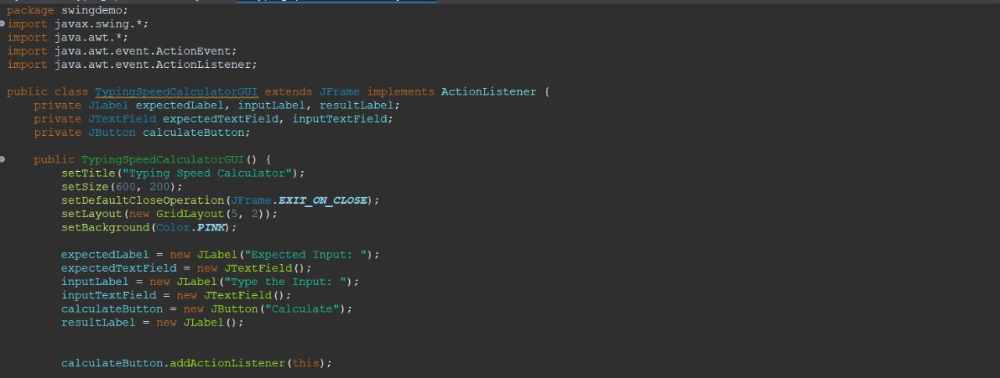 package swingdemo;
import javax.swing.*;
import java.awt.*;
import java.awt.event.ActionEvent;
import java.awt.event.ActionListener;
public class TypingSpeedCalculatorGUI extends JFrame implements ActionListener {
private JLabel expectedLabel, inputLabel, resultLabel;
private JTextField expectedTextField, inputTextField;
private JButton calculateButton;
public TypingSpeedCalculatorGUI() {
setTitle("Typing Speed Calculator");
setSize(600, 200);
setDefaultCloseOperation(JFrame.EXIT_ON_CLOSE);
setLayout(new GridLayout(5, 2));
setBackground(Color.PINK);
expectedLabel = new JLabel("Expected Input: ");
expectedTextField = new JTextField();
inputLabel = new JLabel("Type the Input: ");
inputTextField = new JTextField();
calculateButton = new JButton("Calculate");
resultLabel = new JLabel();
calculateButton.addActionListener(this);